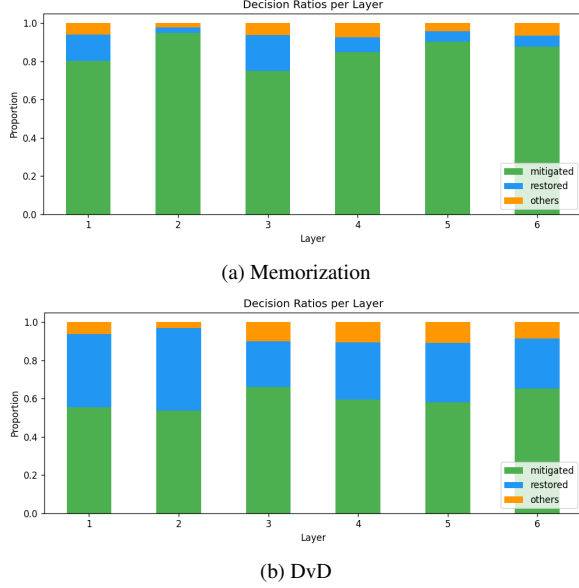 Decision Ratios per Layer
1.0
0.8
0.6
0.4
0.2
0.0
Proportion
mitigated
restored
others
1 2 3 4 5 6
Layer
(a) Memorization
Decision Ratios per Layer
1.0
0.8
0.6
0.4
0.2
0.0
Proportion
mitigated
restored
others
1 2 3 4 5 6
Layer
(b) DvD